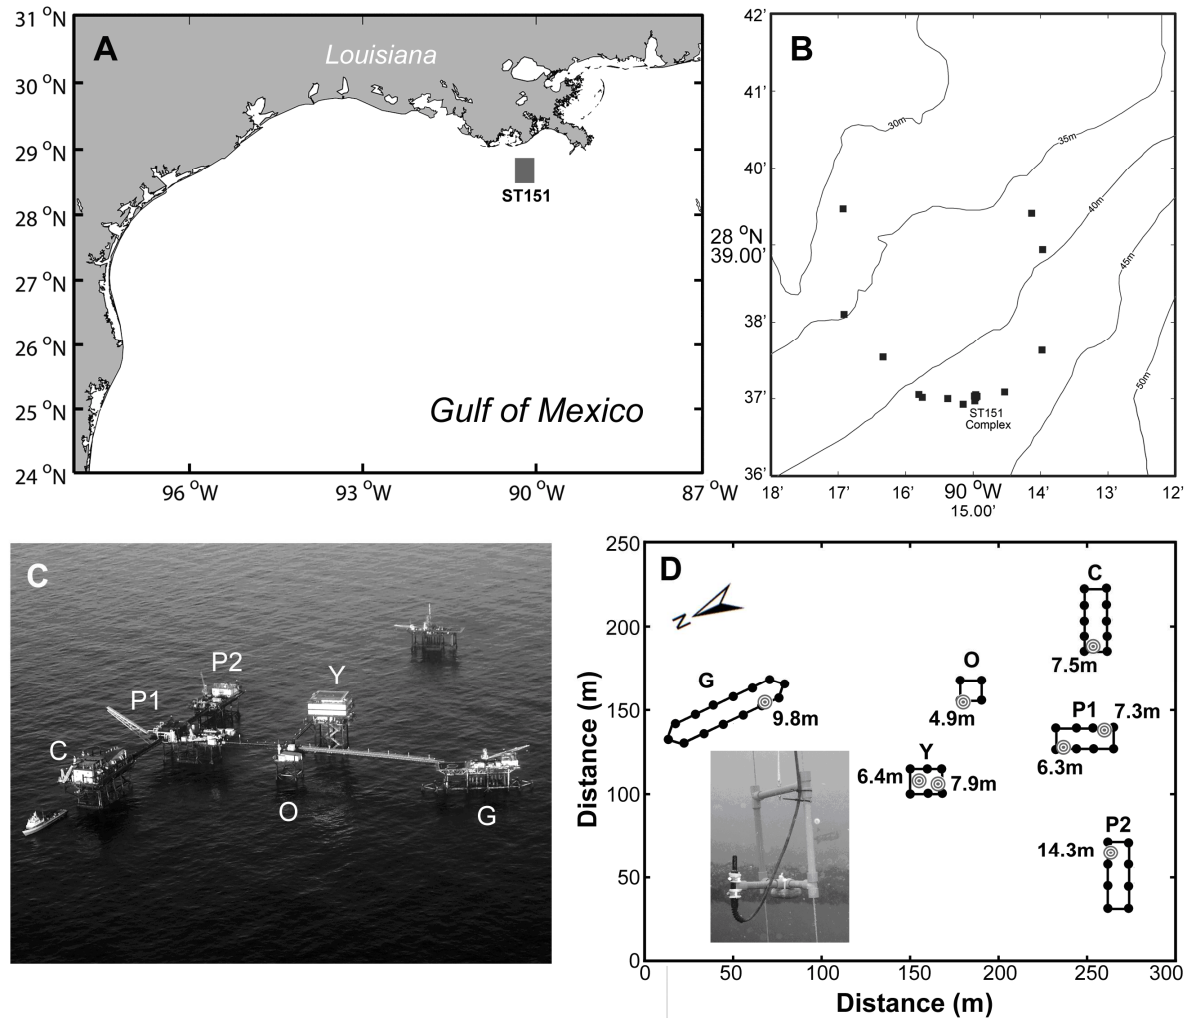 A
Louisiana
ST151
Gulf of Mexico
31 °N
30 °N
29 °N
28 °N
27 °N
26 °N
25 °N
24 °N
96 °W
93 °W
90 °W
87 °W
B
42'
41'
40'
28 °N
39.00'
38'
37'
36'
30m
35m
40m
45m
50m
ST151
Complex
18'
17'
16'
90 °W
15.00'
14'
13'
12'
C
P2
Y
P1
C
O
G
D
N
C
7.5m
O
4.9m
G
9.8m
P1
7.3m
6.3m
Y
6.4m
7.9m
P2
14.3m
250
200
150
100
50
0
Distance (m)
0
50
100
150
200
250
300
Distance (m)